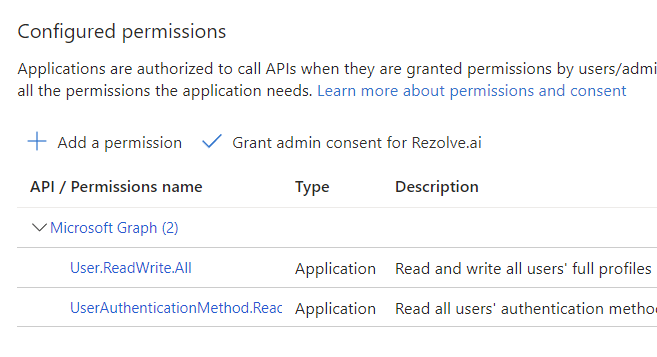 Configured permissions
Applications are authorized to call APIs when they are granted permissions by users/admi
all the permissions the application needs. Learn more about permissions and consent
Add a permission Grant admin consent for Rezolve.ai
API / Permissions name Type Description
Microsoft Graph (2)
User.ReadWrite.All Application Read and write all users' full profiles
UserAuthenticationMethod.Reac Application Read all users' authentication metho